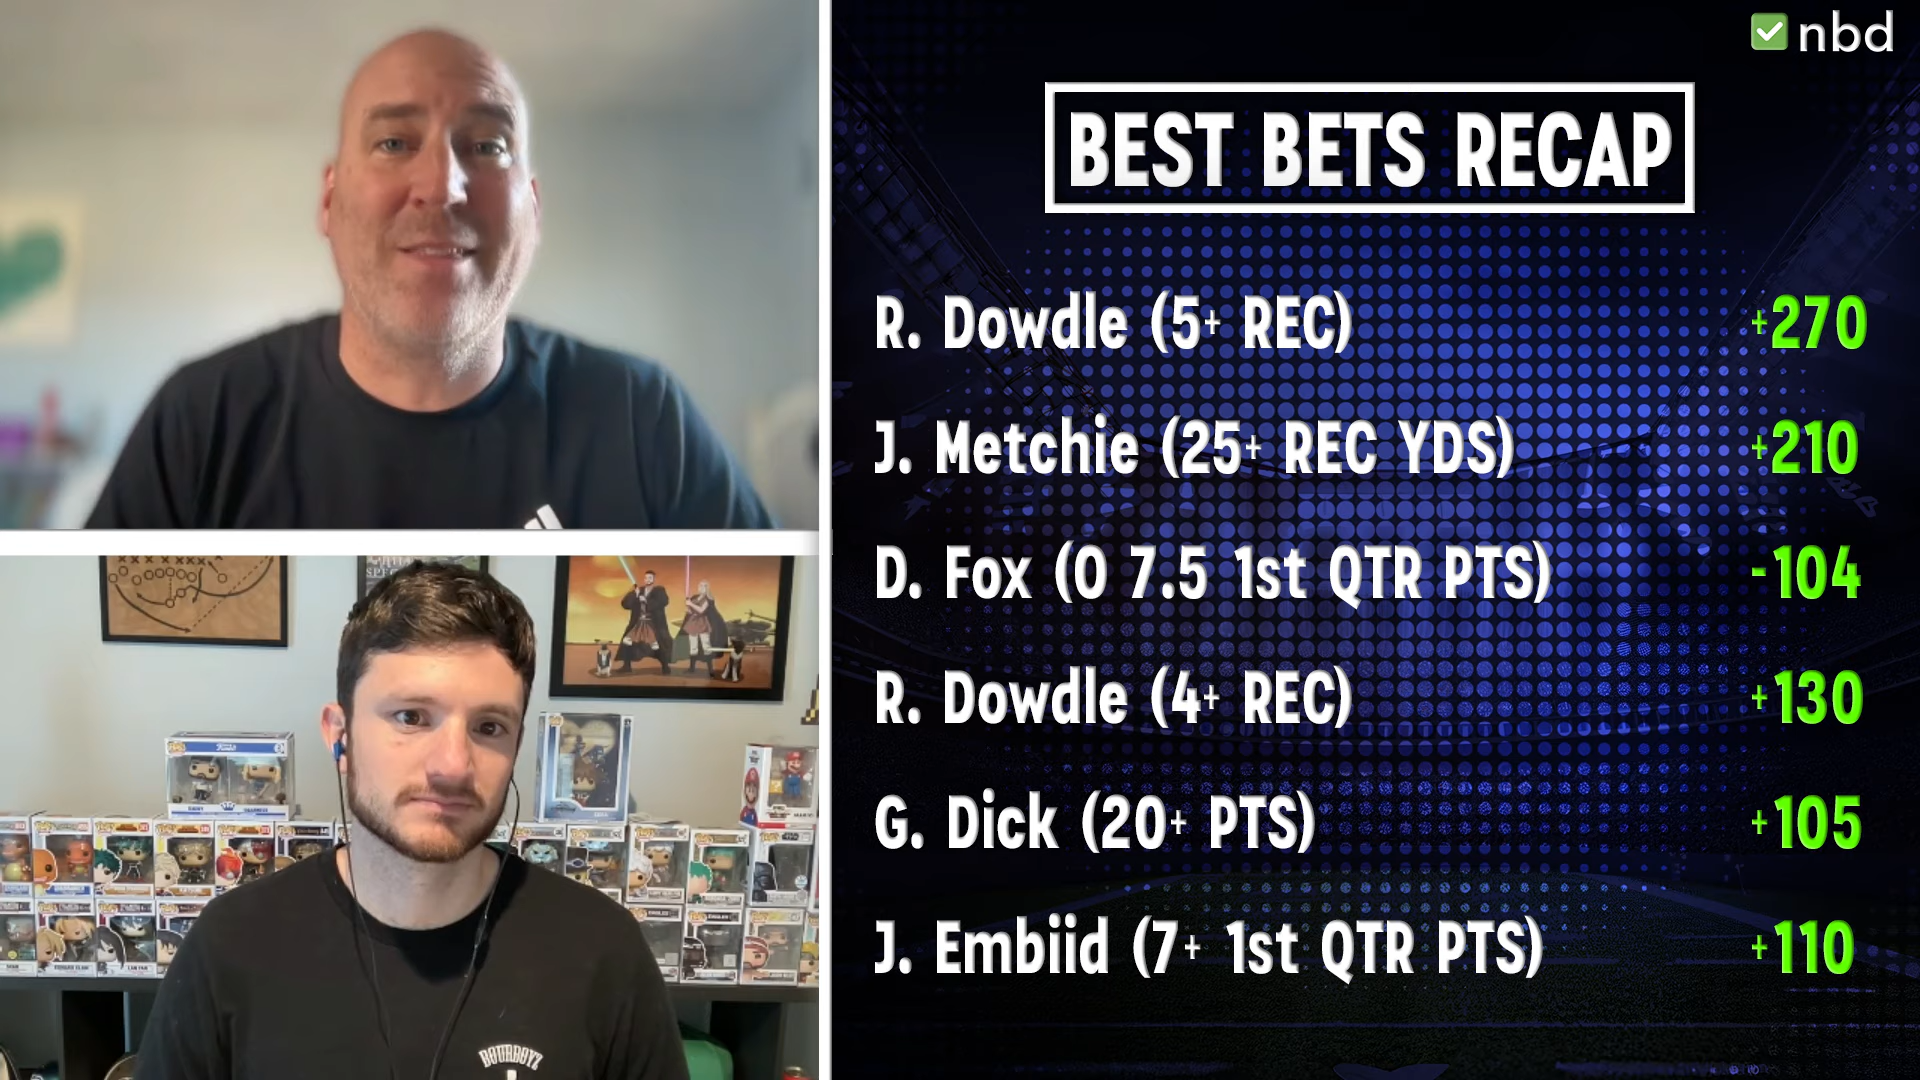 nbd
BEST BETS RECAP
R. Dowdle (5+ REC) +270
J. Metchie (25+ REC YDS) +210
D. Fox (O 7.5 1st QTR PTS) -104
R. Dowdle (4+ REC) +130
G. Dick (20+ PTS) +105
J. Embiid (7+ 1st QTR PTS) +110
BOURBOYZ